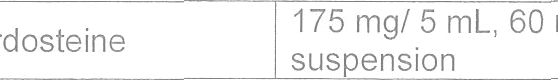 rdosteine
175 mg/ 5 mL, 60
suspension